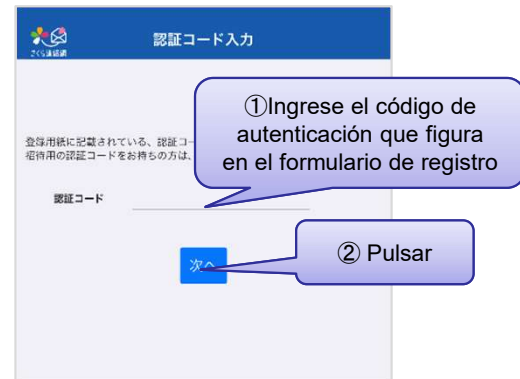 さくら連絡網
認証コード入力
①Ingrese el código de
autenticación que figura
en el formulario de registro
登録用紙に記載されている、認証コー
招待用の認証コードをお持ちの方は、
認証コード
② Pulsar
次へ